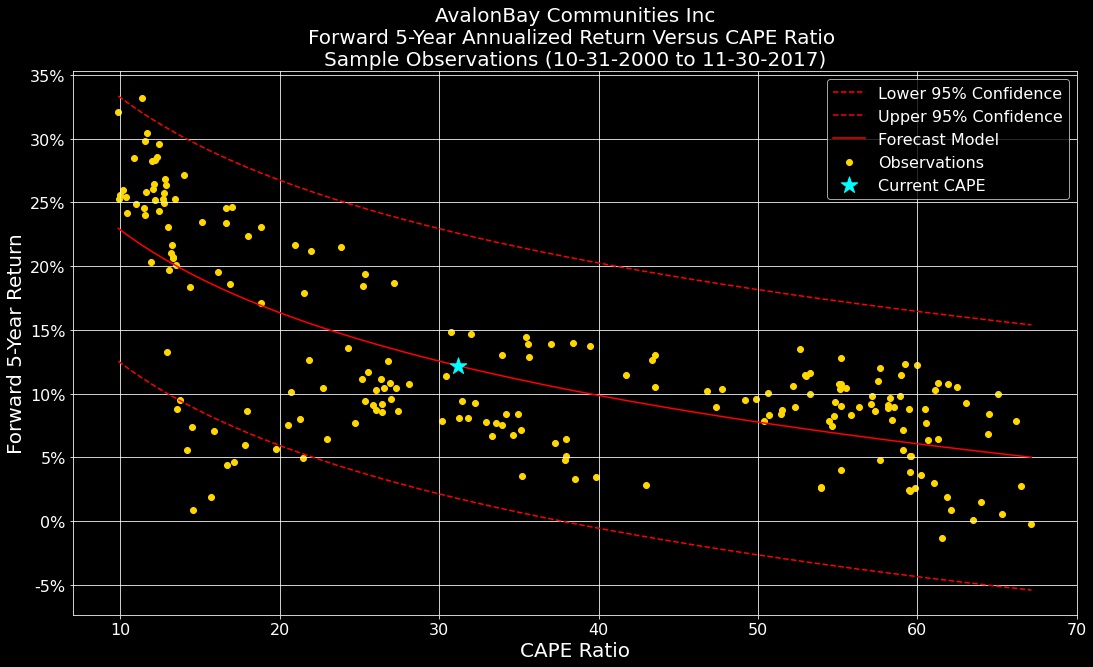 AvalonBay Communities Inc
Forward 5-Year Annualized Return Versus CAPE Ratio
Sample Observations (10-31-2000 to 11-30-2017)
Lower 95% Confidence
Upper 95% Confidence
Forecast Model
Observations
Current CAPE
Forward 5-Year Return
35%
30%
25%
20%
15%
10%
5%
0%
-5%
10 20 30 40 50 60 70
CAPE Ratio